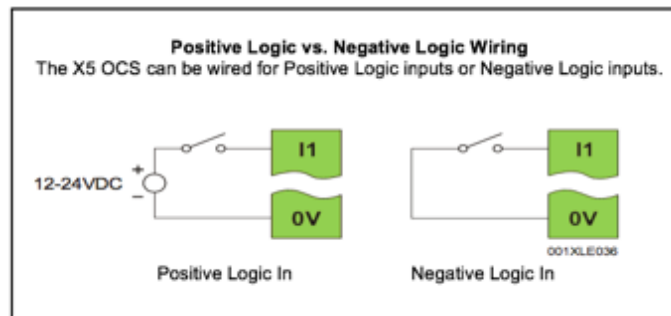 Positive Logic vs. Negative Logic Wiring
The X5 OCS can be wired for Positive Logic inputs or Negative Logic inputs.
I1
I1
+
12-24VDC
–
0V
0V
001XLE036
Positive Logic In
Negative Logic In